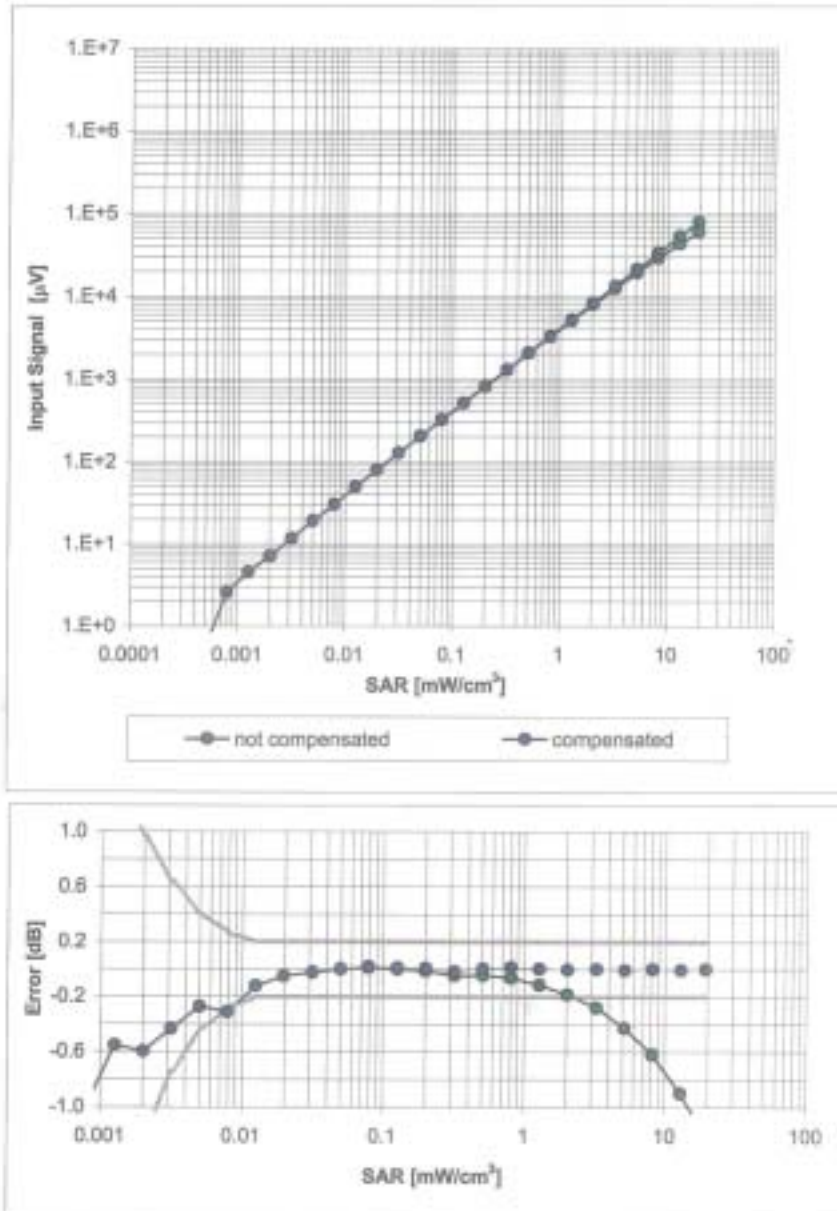 1.E+7
1.E+6
1.E+5
1.E+4
1.E+3
1.E+2
1.E+1
1.E+0
Input Signal [µV]
0.0001 0.001 0.01 0.1 1 10 100
SAR [mW/cm³]
not compensated compensated
1.0
0.6
0.2
-0.2
-0.6
-1.0
Error [dB]
0.001 0.01 0.1 1 10 100
SAR [mW/cm³]